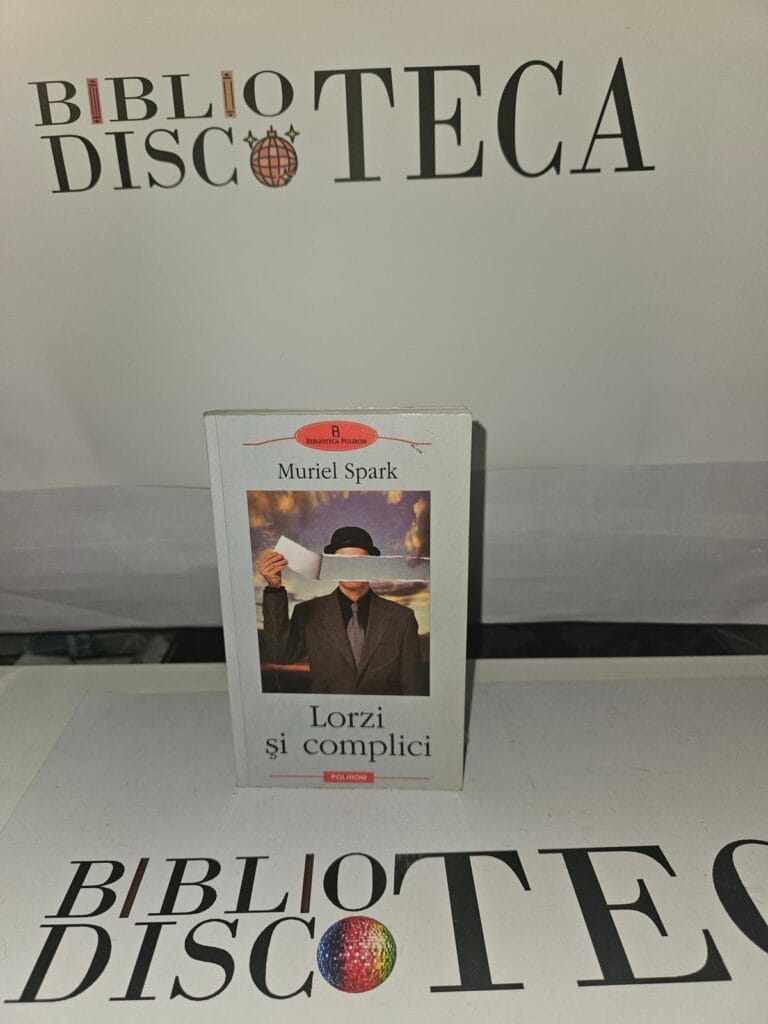 BIBLIO
DISCOTECA
BIBLIOTECA POLIROM
Muriel Spark
Lorzi
şi complici
POLIROM
BIBLIO
DISCOTEC